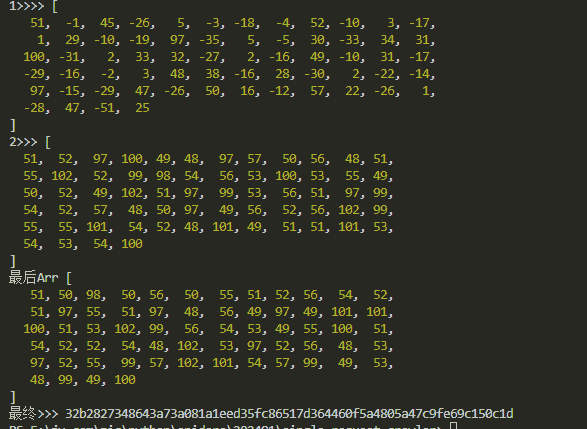 1>>>> [
51, -1, 45, -26, 5, -3, -18, -4, 52, -10, 3, -17,
1, 29, -10, -19, 97, -35, 5, -5, 30, -33, 34, 31,
100, -31, 2, 33, 32, -27, 2, -16, 49, -10, 31, -17,
-29, -16, -2, 3, 48, 38, -16, 28, -30, 2, -22, -14,
97, -15, -29, 47, -26, 50, 16, -12, 57, 22, -26, 1,
-28, 47, -51, 25
]
2>>> [
51, 52, 97, 100, 49, 48, 97, 57, 50, 56, 48, 51,
55, 102, 52, 99, 98, 54, 56, 53, 100, 53, 55, 49,
50, 52, 49, 102, 51, 97, 99, 53, 56, 51, 97, 99,
54, 52, 57, 48, 50, 97, 49, 56, 52, 56, 102, 99,
55, 55, 101, 54, 52, 48, 101, 49, 51, 51, 101, 53,
54, 53, 54, 100
]
最后Arr [
51, 50, 98, 50, 56, 50, 55, 51, 52, 56, 54, 52,
51, 97, 55, 51, 97, 48, 56, 49, 97, 49, 101, 101,
100, 51, 53, 102, 99, 56, 54, 53, 49, 55, 100, 51,
54, 52, 52, 54, 48, 102, 53, 97, 52, 56, 48, 53,
97, 52, 55, 99, 57, 102, 101, 54, 57, 99, 49, 53,
48, 99, 49, 100
]
最终>>> 32b2827348643a73a081a1eed35fc86517d364460f5a4805a47c9fe69c150c1d